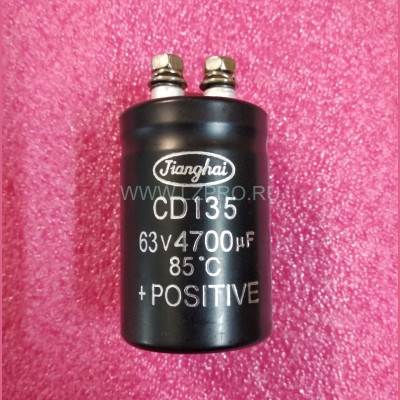 Jianghai
CD135
WWW.LZPRO.RU
63V4700µF
85°C
+POSITIVE